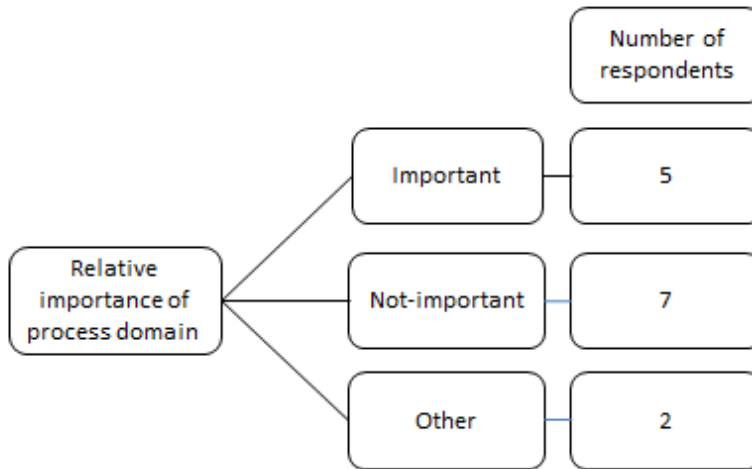 Number of
respondents
Important
5
Relative
importance of
process domain
Not-important
7
Other
2